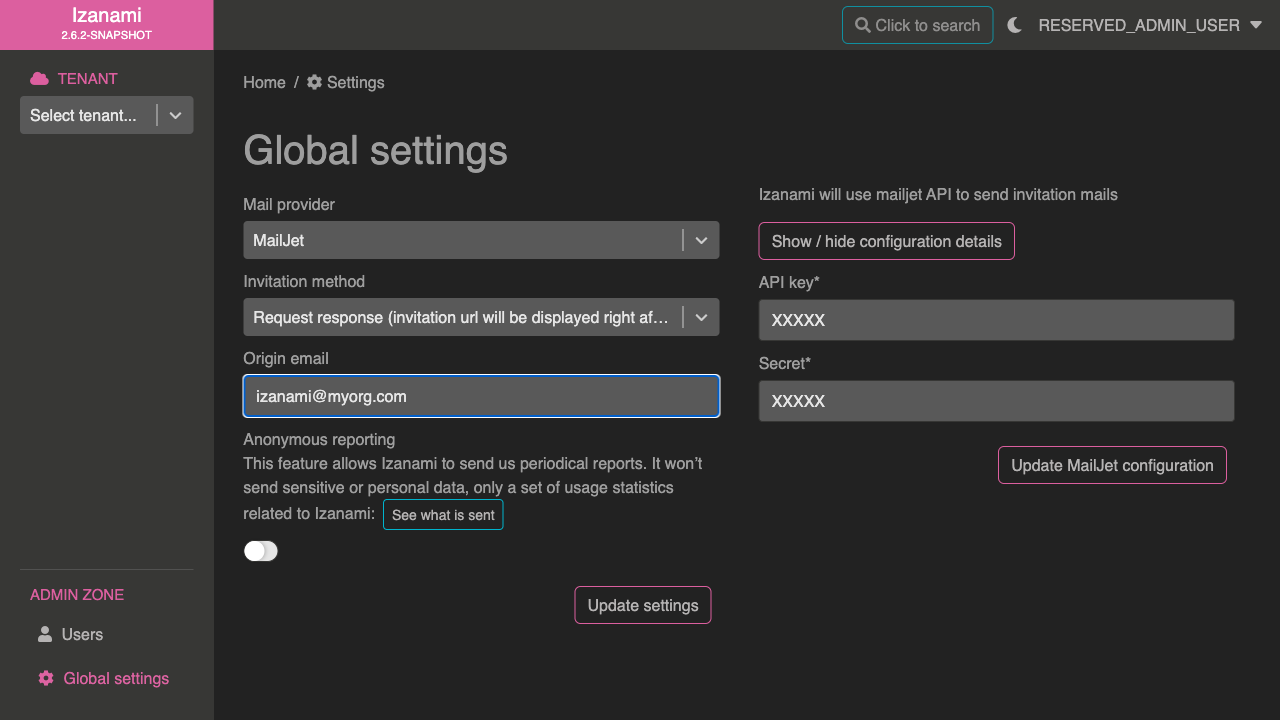 Izanami
2.6.2-SNAPSHOT
Click to search
RESERVED_ADMIN_USER
TENANT
Select tenant...
Home / Settings
Global settings
Mail provider
MailJet
Invitation method
Request response (invitation url will be displayed right af...
Origin email
izanami@myorg.com
Anonymous reporting
This feature allows Izanami to send us periodical reports. It won’t
send sensitive or personal data, only a set of usage statistics
related to Izanami: See what is sent
Update settings
Izanami will use mailjet API to send invitation mails
Show / hide configuration details
API key*
XXXXX
Secret*
XXXXX
Update MailJet configuration
ADMIN ZONE
Users
Global settings